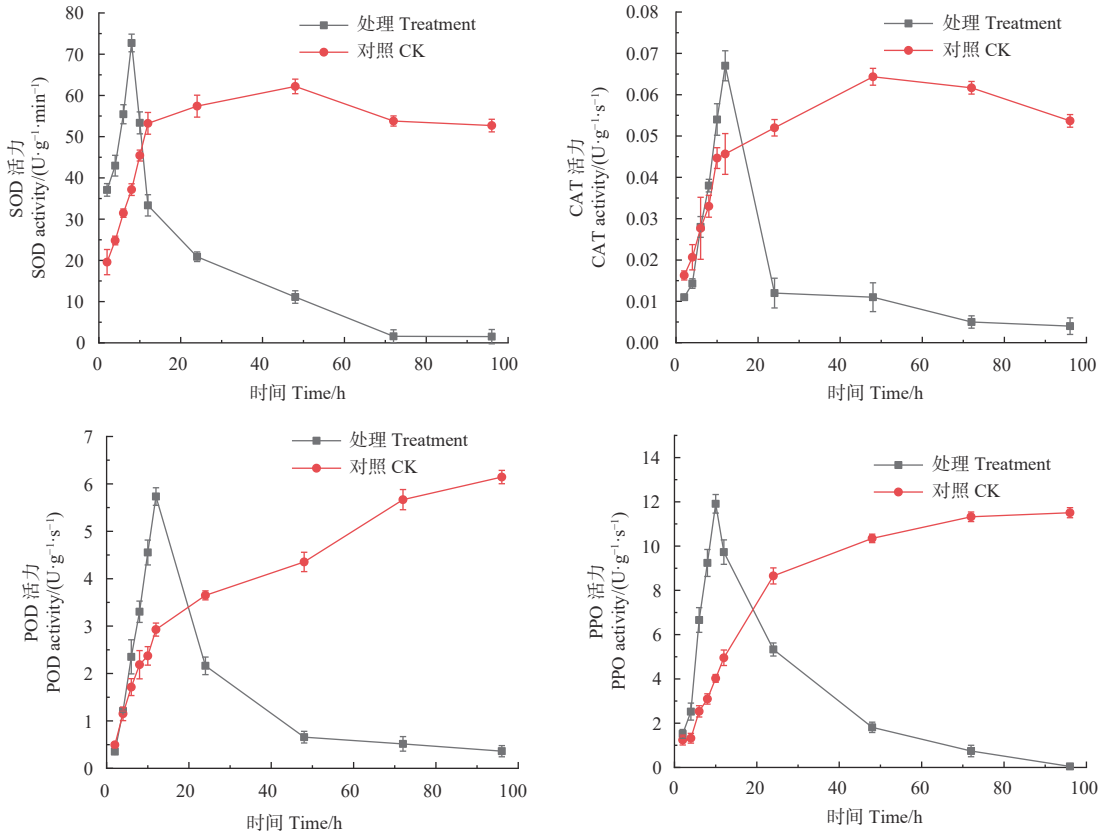 处理 Treatment
对照 CK
SOD 活力
SOD activity/(U·g⁻¹·min⁻¹)
80
70
60
50
40
30
20
10
0
0 20 40 60 80 100
时间 Time/h
处理 Treatment
对照 CK
CAT 活力
CAT activity/(U·g⁻¹·s⁻¹)
0.08
0.07
0.06
0.05
0.04
0.03
0.02
0.01
0.00
0 20 40 60 80 100
时间 Time/h
处理 Treatment
对照 CK
POD 活力
POD activity/(U·g⁻¹·s⁻¹)
7
6
5
4
3
2
1
0
0 20 40 60 80 100
时间 Time/h
处理 Treatment
对照 CK
PPO 活力
PPO activity/(U·g⁻¹·s⁻¹)
14
12
10
8
6
4
2
0
0 20 40 60 80 100
时间 Time/h